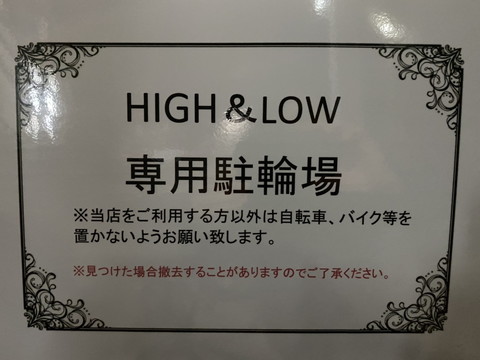 HIGH＆LOW
専用駐輪場
※当店をご利用する方以外は自転車、バイク等を
置かないようお願い致します。
※見つけた場合撤去することがありますのでご了承ください。